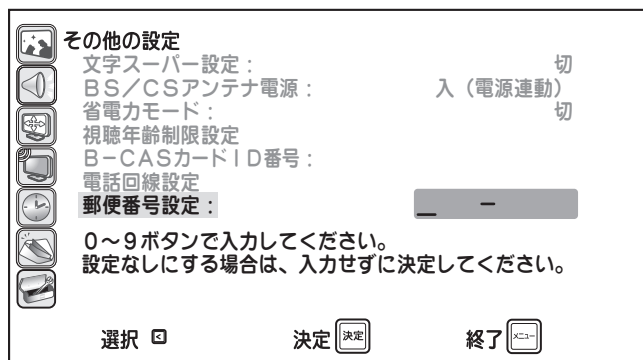 その他の設定
文字スーパー設定： 切
ＢＳ／ＣＳアンテナ電源： 入（電源連動）
省電力モード： 切
視聴年齢制限設定
Ｂ－ＣＡＳカードＩＤ番号：
電話回線設定
郵便番号設定： ＿ －
０～９ボタンで入力してください。
設定なしにする場合は、入力せずに決定してください。
選択 決定 決定 終了 メニュー